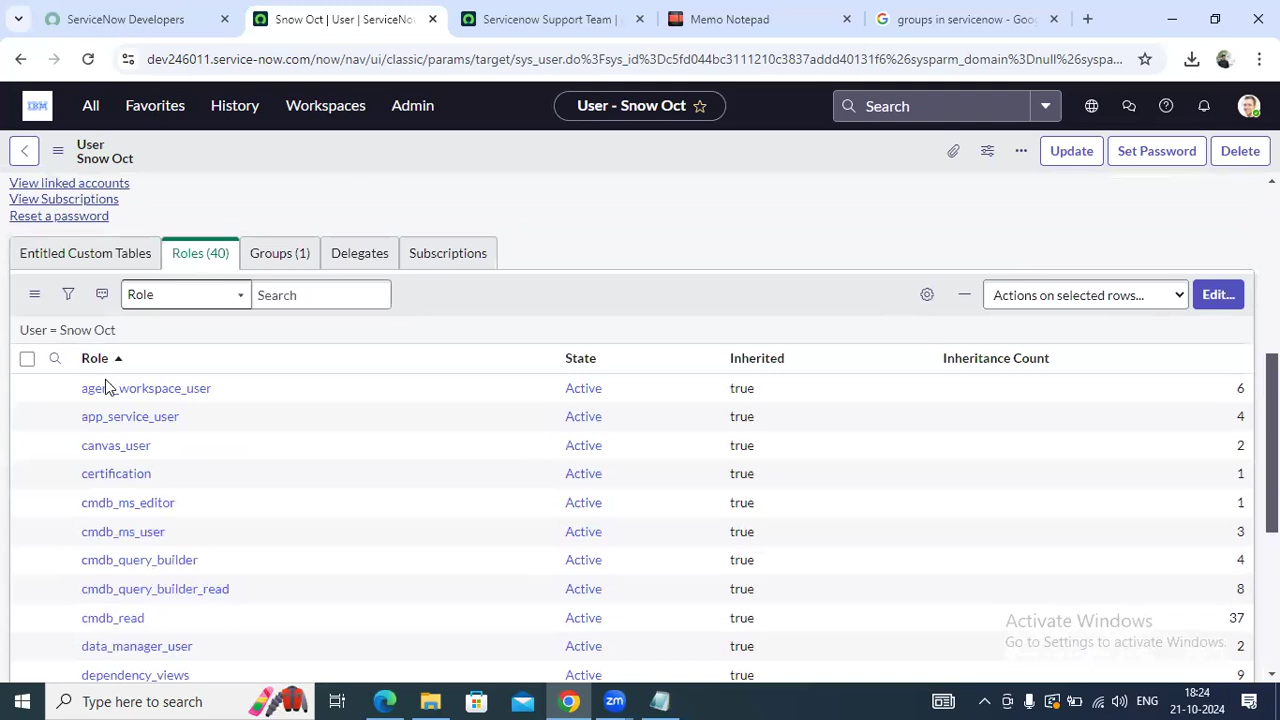 ServiceNow Developers
Snow Oct | User | ServiceNo
Servicenow Support Team |
Memo Notepad
groups in servicenow - Goo
dev246011.service-now.com/now/nav/ui/classic/params/target/sys_user.do%3Fsys_id%3Dc5fd044bc3111210c3837addd40131f6%26sysparm_domain%3Dnull%26syspa...
IBM All Favorites History Workspaces Admin
User - Snow Oct
Search
User
Snow Oct
Update Set Password Delete
View linked accounts
View Subscriptions
Reset a password
Entitled Custom Tables Roles (40) Groups (1) Delegates Subscriptions
Role Search Actions on selected rows... Edit...
User = Snow Oct
Role State Inherited Inheritance Count
agent_workspace_user Active true 6
app_service_user Active true 4
canvas_user Active true 2
certification Active true 1
cmdb_ms_editor Active true 1
cmdb_ms_user Active true 3
cmdb_query_builder Active true 4
cmdb_query_builder_read Active true 8
cmdb_read Active true 37
data_manager_user Active true 2
dependency_views Active true 9
Activate Windows
Go to Settings to activate Windows.
Type here to search
ENG
18:24
21-10-2024